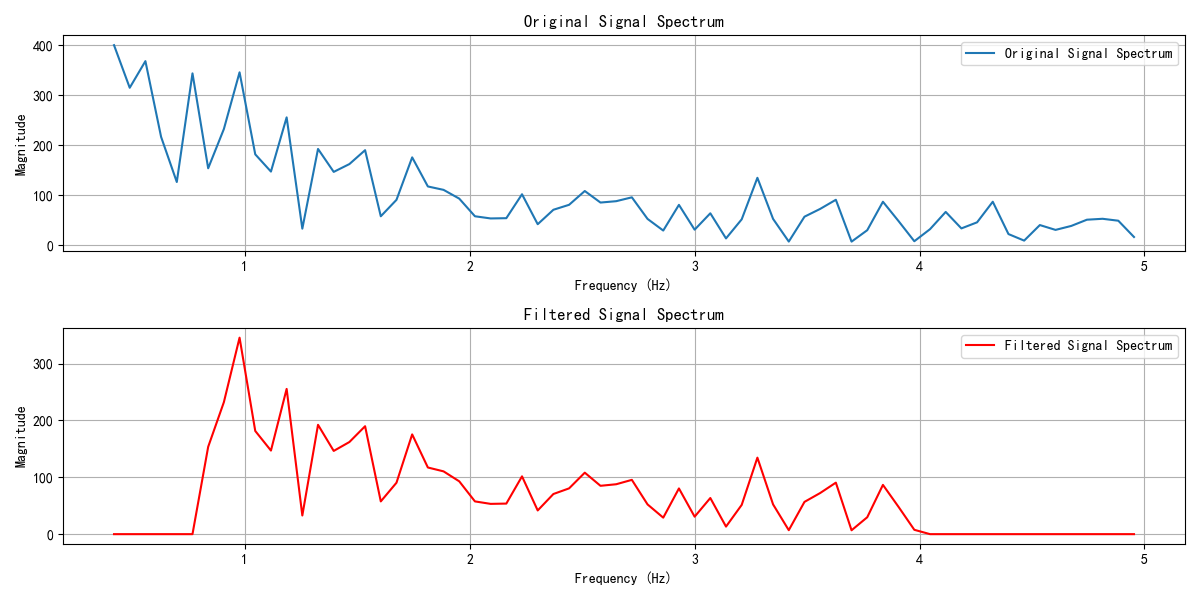 Original Signal Spectrum
Original Signal Spectrum
400
300
200
100
0
Magnitude
1 2 3 4 5
Frequency (Hz)
Filtered Signal Spectrum
Filtered Signal Spectrum
300
200
100
0
Magnitude
1 2 3 4 5
Frequency (Hz)